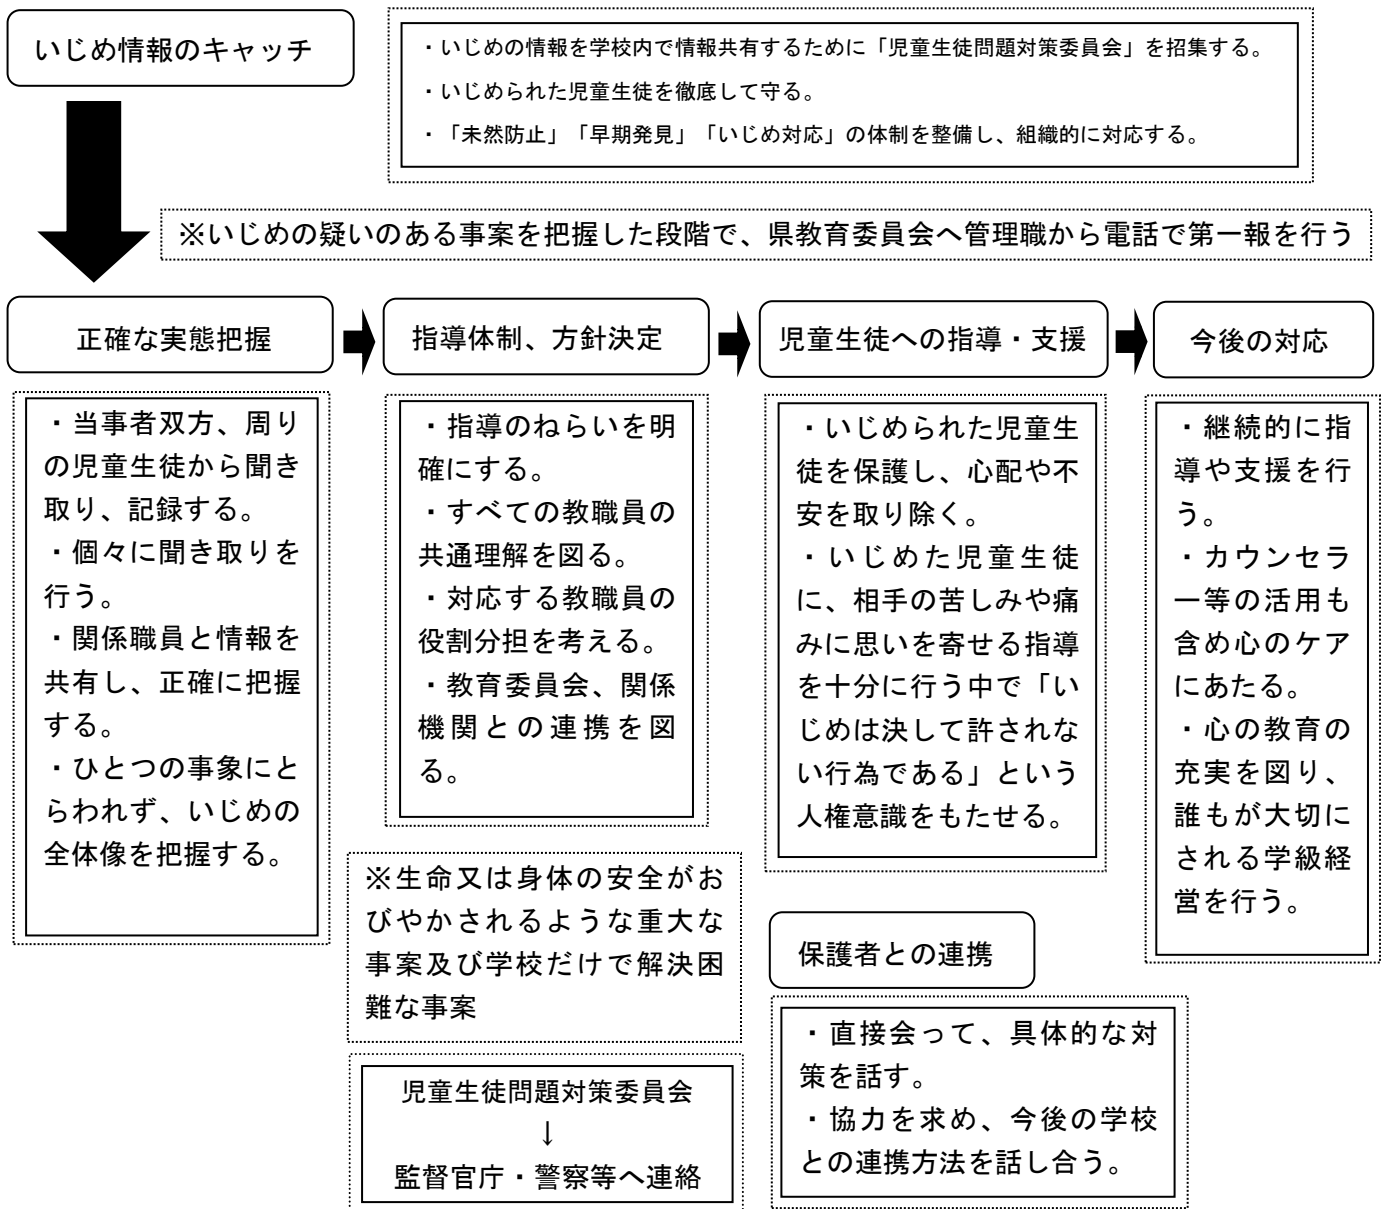 いじめ情報のキャッチ
・いじめの情報を学校内で情報共有するために「児童生徒問題対策委員会」を招集する。
・いじめられた児童生徒を徹底して守る。
・「未然防止」「早期発見」「いじめ対応」の体制を整備し、組織的に対応する。
※いじめの疑いのある事案を把握した段階で、県教育委員会へ管理職から電話で第一報を行う
正確な実態把握
・当事者双方、周り
の児童生徒から聞き
取り、記録する。
・個々に聞き取りを
行う。
・関係職員と情報を
共有し、正確に把握
する。
・ひとつの事象にと
らわれず、いじめの
全体像を把握する。
指導体制、方針決定
・指導のねらいを明
確にする。
・すべての教職員の
共通理解を図る。
・対応する教職員の
役割分担を考える。
・教育委員会、関係
機関との連携を図
る。
※生命又は身体の安全がお
びやかされるような重大な
事案及び学校だけで解決困
難な事案
児童生徒問題対策委員会
↓
監督官庁・警察等へ連絡
児童生徒への指導・支援
・いじめられた児童生
徒を保護し、心配や不
安を取り除く。
・いじめた児童生徒
に、相手の苦しみや痛
みに思いを寄せる指導
を十分に行う中で「い
じめは決して許されな
い行為である」という
人権意識をもたせる。
保護者との連携
・直接会って、具体的な対
策を話す。
・協力を求め、今後の学校
との連携方法を話し合う。
今後の対応
・継続的に指
導や支援を行
う。
・カウンセラ
ー等の活用も
含め心のケア
にあたる。
・心の教育の
充実を図り、
誰もが大切に
される学級経
営を行う。